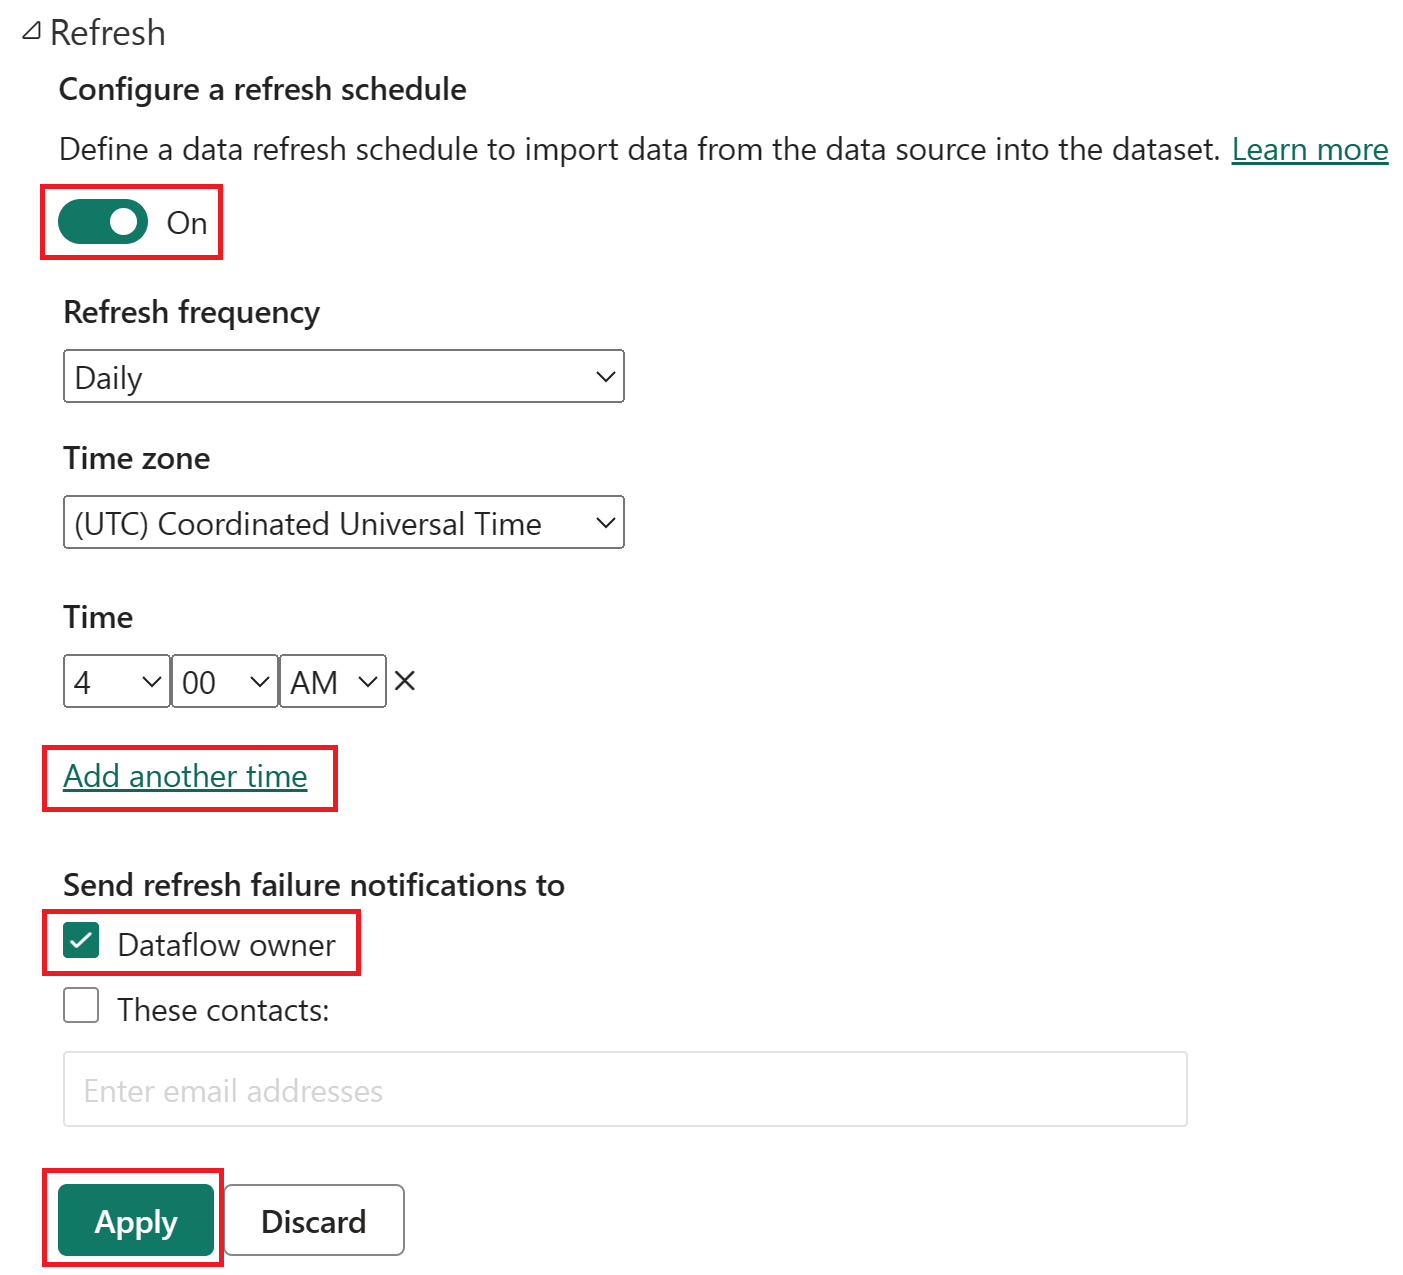 Refresh
Configure a refresh schedule
Define a data refresh schedule to import data from the data source into the dataset. Learn more
On
Refresh frequency
Daily
Time zone
(UTC) Coordinated Universal Time
Time
4 00 AM
Add another time
Send refresh failure notifications to
Dataflow owner
These contacts:
Enter email addresses
Apply Discard